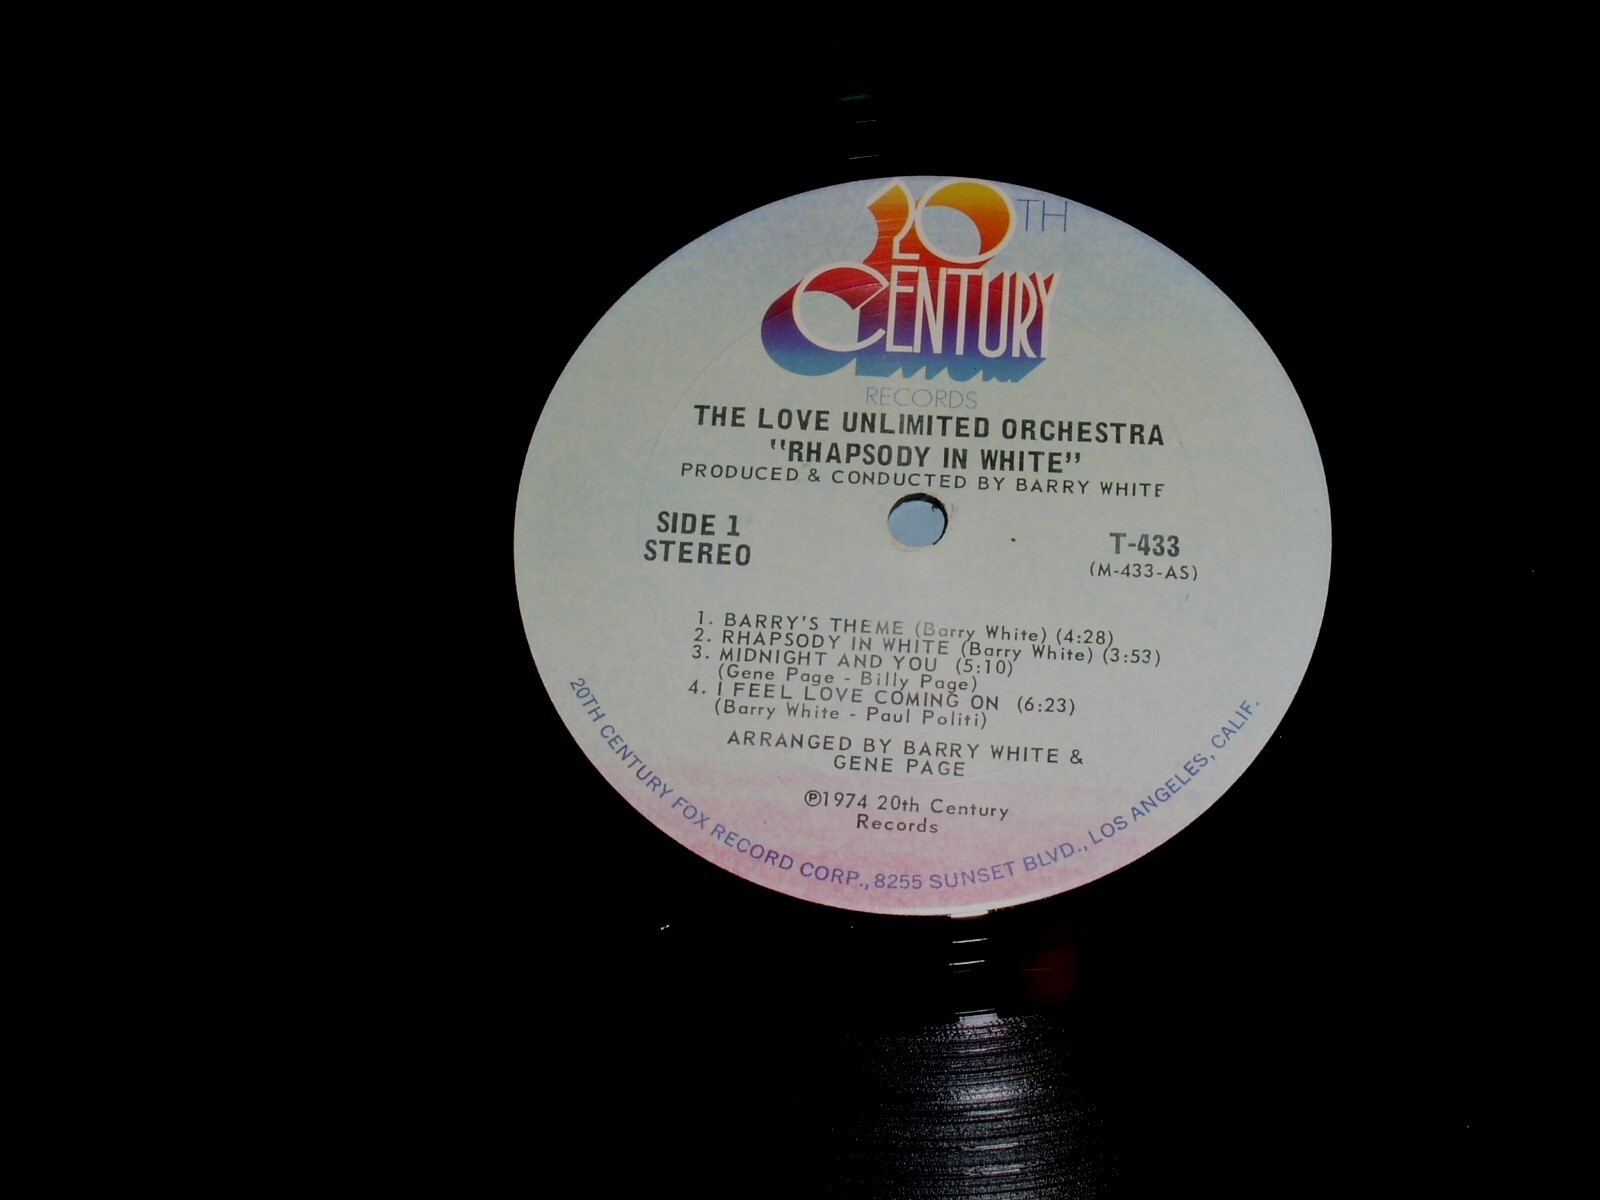 20TH
CENTURY
RECORDS
THE LOVE UNLIMITED ORCHESTRA
"RHAPSODY IN WHITE"
PRODUCED & CONDUCTED BY BARRY WHITE
SIDE 1
STEREO
T-433
(M-433-AS)
1. BARRY'S THEME (Barry White) (4:28)
2. RHAPSODY IN WHITE (Barry White) (3:53)
3. MIDNIGHT AND YOU (5:10)
(Gene Page - Billy Page)
4. I FEEL LOVE COMING ON (6:23)
(Barry White - Paul Politi)
ARRANGED BY BARRY WHITE &
GENE PAGE
℗1974 20th Century
Records
20TH CENTURY FOX RECORD CORP., 8255 SUNSET BLVD., LOS ANGELES, CALIF.